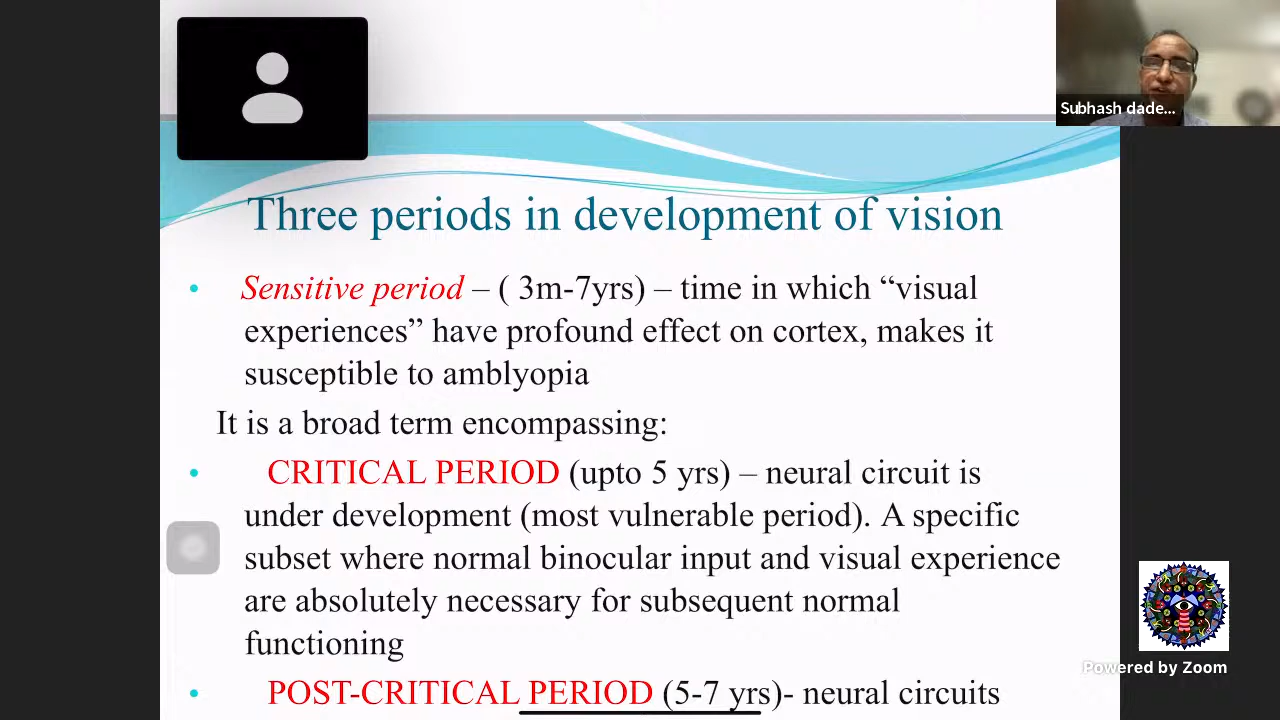 Subhash dade...
Three periods in development of vision
• Sensitive period – ( 3m-7yrs) – time in which “visual
experiences” have profound effect on cortex, makes it
susceptible to amblyopia
It is a broad term encompassing:
• CRITICAL PERIOD (upto 5 yrs) – neural circuit is
under development (most vulnerable period). A specific
subset where normal binocular input and visual experience
are absolutely necessary for subsequent normal
functioning
• POST-CRITICAL PERIOD (5-7 yrs)- neural circuits
Powered by Zoom